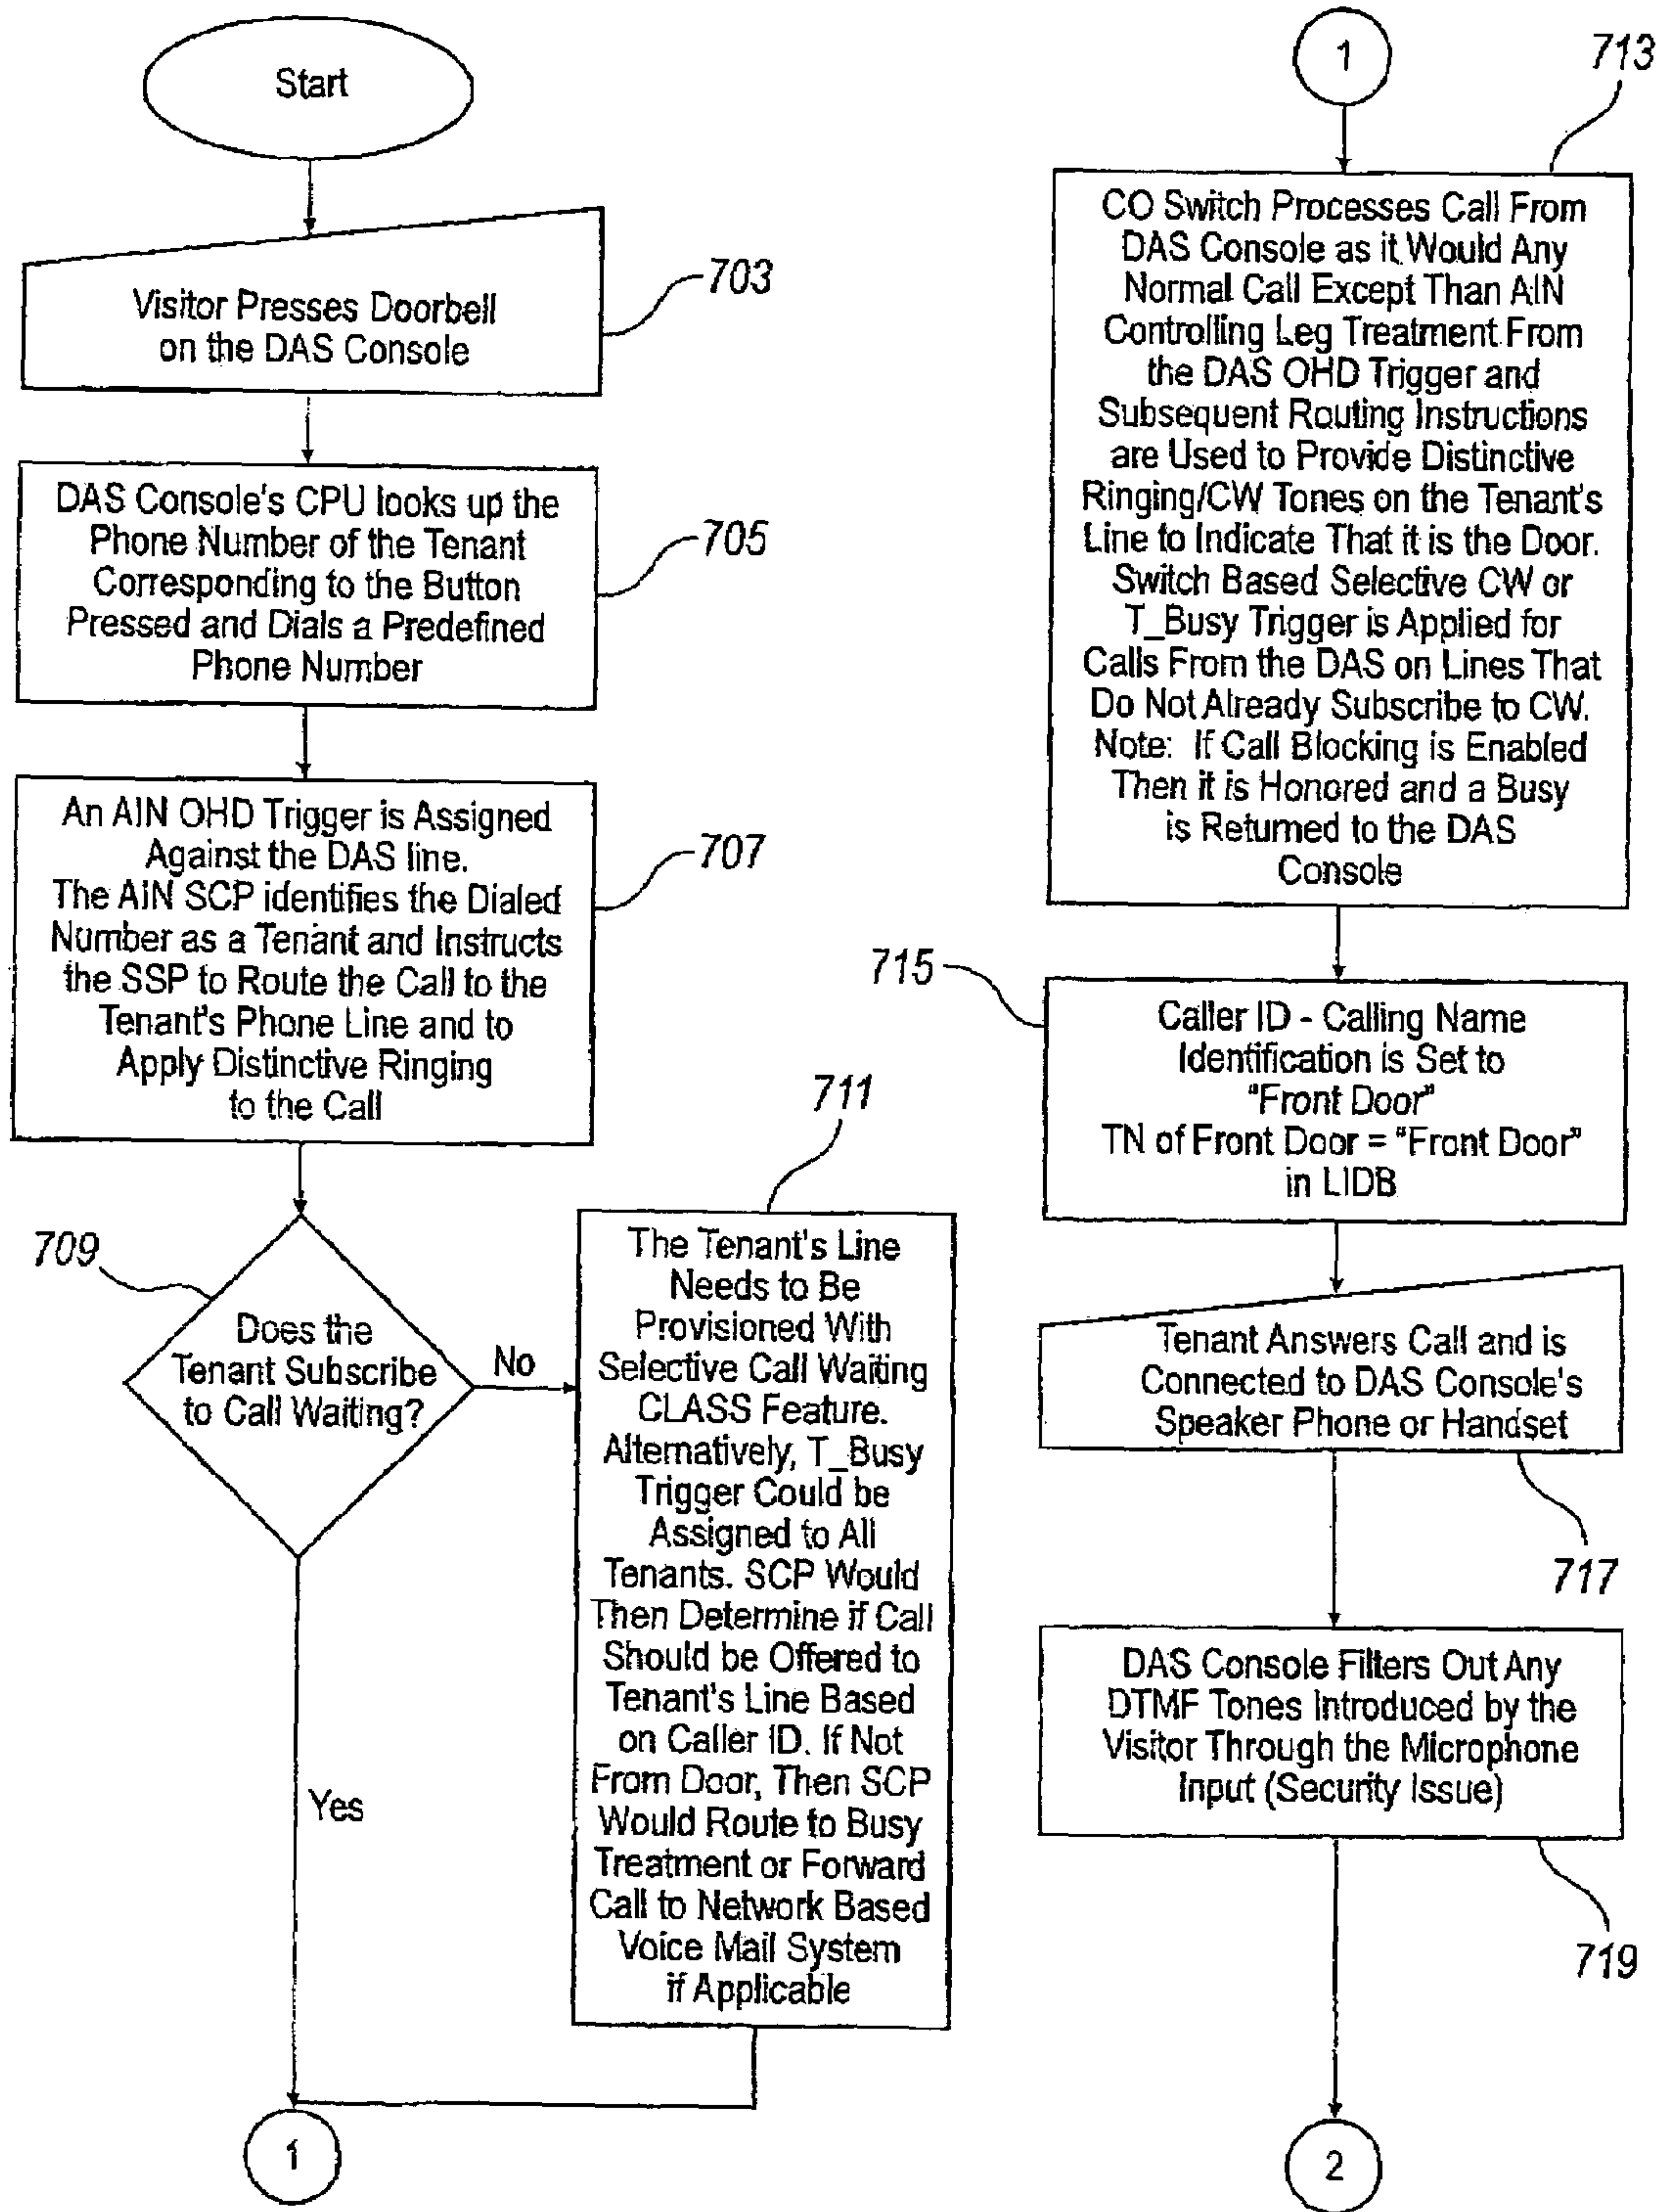 Start
Visitor Presses Doorbell
on the DAS Console
703
DAS Console's CPU looks up the
Phone Number of the Tenant
Corresponding to the Button
Pressed and Dials a Predefined
Phone Number
705
An AIN OHD Trigger is Assigned
Against the DAS line.
The AIN SCP identifies the Dialed
Number as a Tenant and Instructs
the SSP to Route the Call to the
Tenant's Phone Line and to
Apply Distinctive Ringing
to the Call
707
709
Does the
Tenant Subscribe
to Call Waiting?
No
Yes
711
The Tenant's Line
Needs to Be
Provisioned With
Selective Call Waiting
CLASS Feature.
Alternatively, T_Busy
Trigger Could be
Assigned to All
Tenants. SCP Would
Then Determine if Call
Should be Offered to
Tenant's Line Based
on Caller ID. If Not
From Door, Then SCP
Would Route to Busy
Treatment or Forward
Call to Network Based
Voice Mail System
if Applicable
1
1
713
CO Switch Processes Call From
DAS Console as it Would Any
Normal Call Except Than AIN
Controlling Leg Treatment From
the DAS OHD Trigger and
Subsequent Routing Instructions
are Used to Provide Distinctive
Ringing/CW Tones on the Tenant's
Line to Indicate That it is the Door.
Switch Based Selective CW or
T_Busy Trigger is Applied for
Calls From the DAS on Lines That
Do Not Already Subscribe to CW.
Note: If Call Blocking is Enabled
Then it is Honored and a Busy
is Returned to the DAS
Console
715
Caller ID - Calling Name
Identification is Set to
"Front Door"
TN of Front Door = "Front Door"
in LIDB
Tenant Answers Call and is
Connected to DAS Console's
Speaker Phone or Handset
717
DAS Console Filters Out Any
DTMF Tones Introduced by the
Visitor Through the Microphone
Input (Security Issue)
719
2